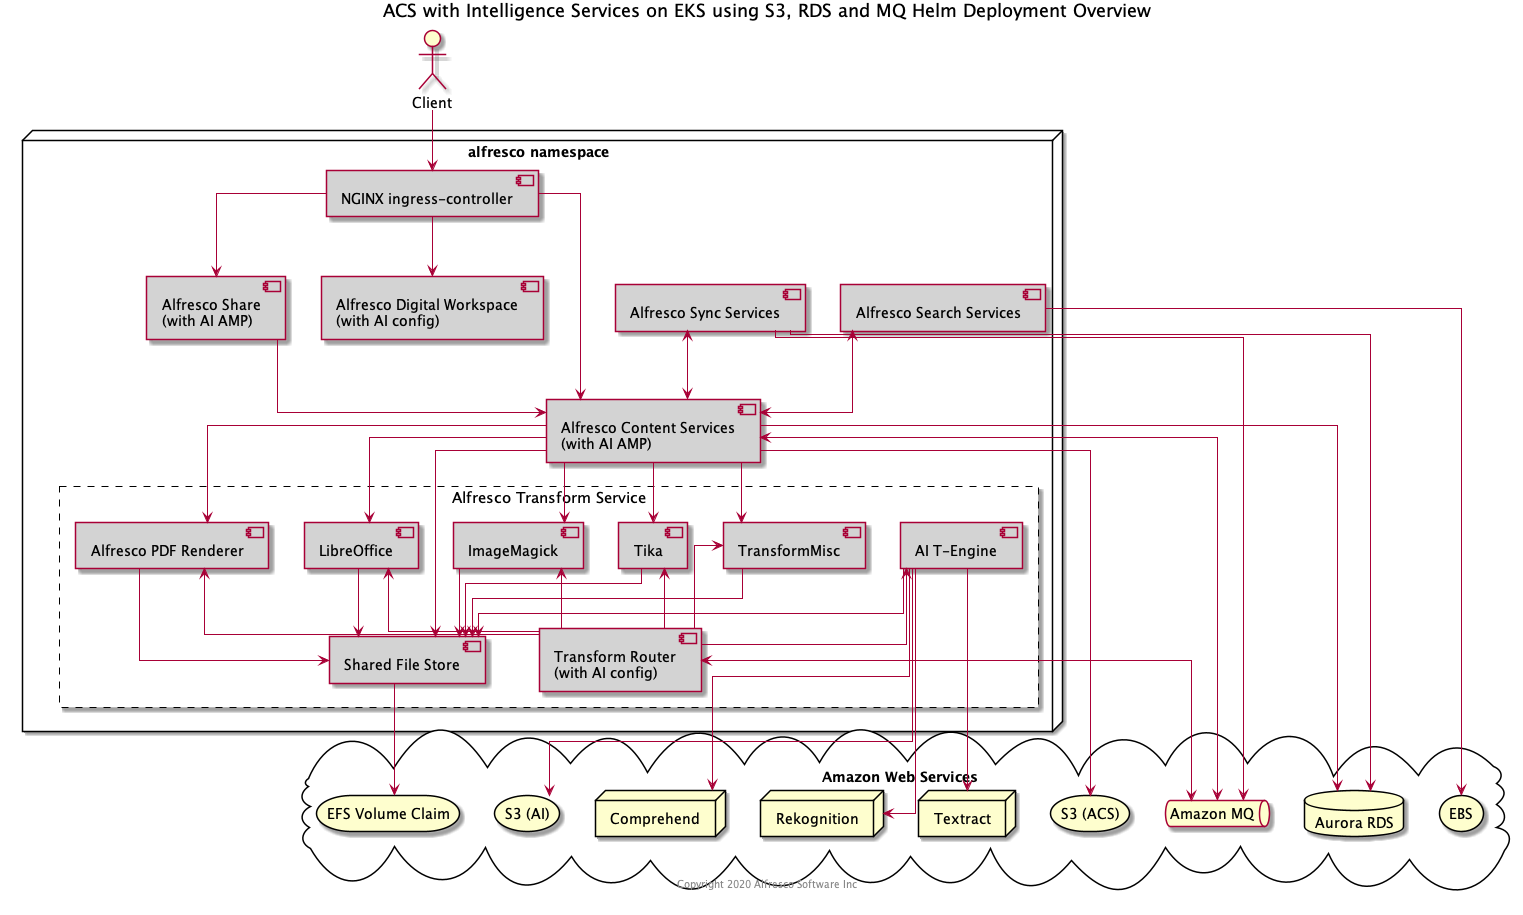 ACS with Intelligence Services on EKS using S3, RDS and MQ Helm Deployment Overview
Client
alfresco namespace
NGINX ingress-controller
Alfresco Share
(with AI AMP)
Alfresco Digital Workspace
(with AI config)
Alfresco Sync Services
Alfresco Search Services
Alfresco Content Services
(with AI AMP)
Alfresco Transform Service
Alfresco PDF Renderer
LibreOffice
ImageMagick
Tika
TransformMisc
AI T-Engine
Shared File Store
Transform Router
(with AI config)
Amazon Web Services
EFS Volume Claim
S3 (AI)
Comprehend
Rekognition
Textract
S3 (ACS)
Amazon MQ
Aurora RDS
EBS
Copyright 2020 Alfresco Software Inc